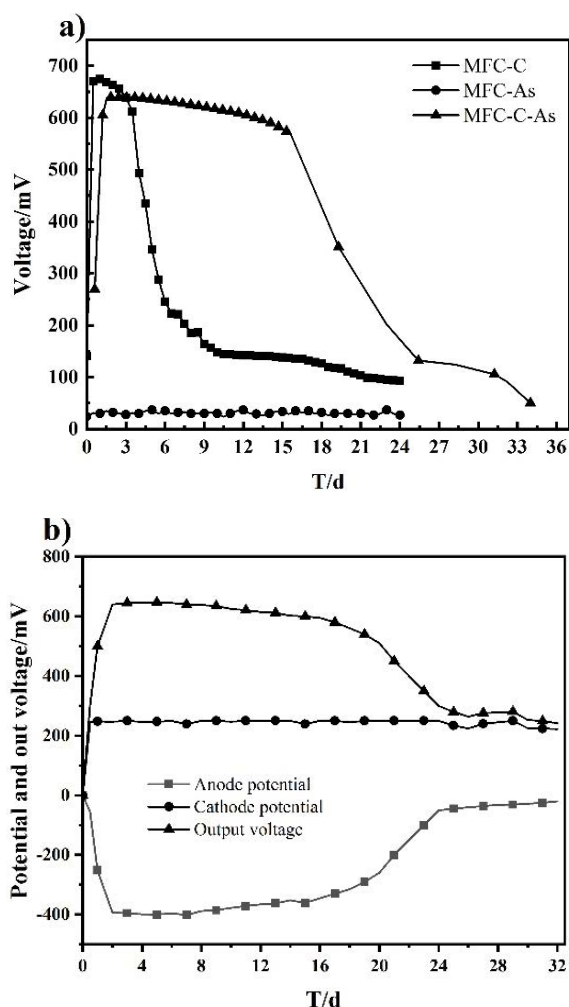 a)
700
600
500
400
300
200
100
0
Voltage/mV
MFC-C
MFC-As
MFC-C-As
0 3 6 9 12 15 18 21 24 27 30 33 36
T/d
b)
800
600
400
200
0
-200
-400
Potential and out voltage/mV
Anode potential
Cathode potential
Output voltage
0 4 8 12 16 20 24 28 32
T/d